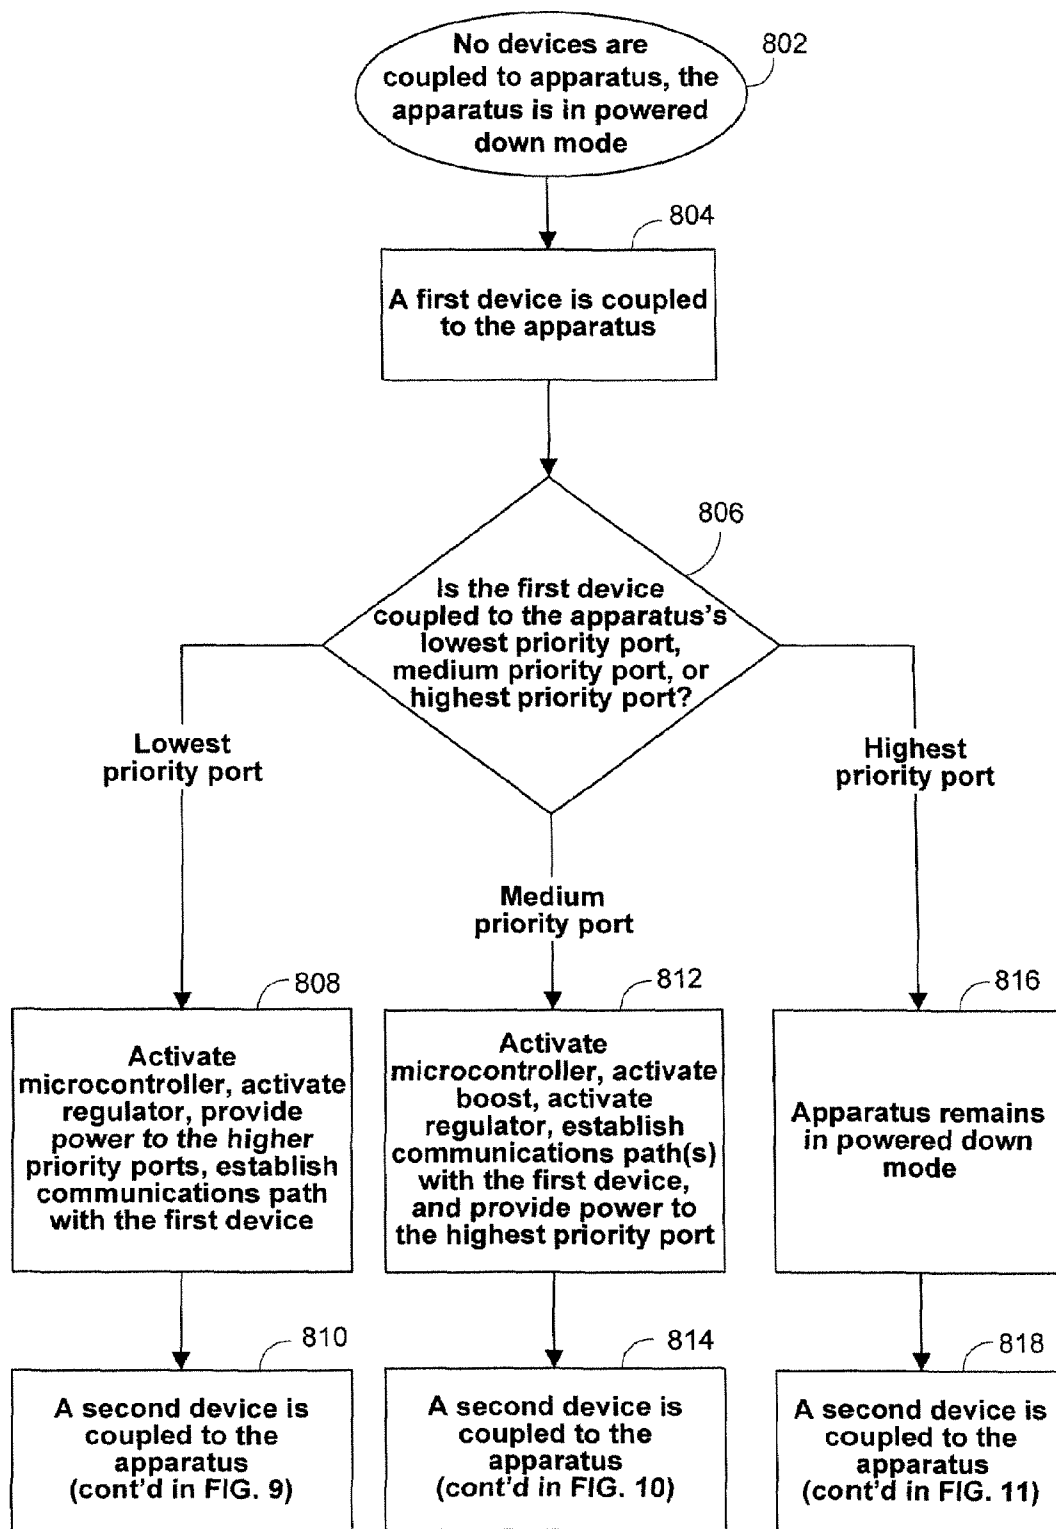 No devices are
coupled to apparatus, the
apparatus is in powered
down mode
802
804
A first device is coupled
to the apparatus
806
Is the first device
coupled to the apparatus's
lowest priority port,
medium priority port, or
highest priority port?
Lowest
priority port
Medium
priority port
Highest
priority port
808
Activate
microcontroller, activate
regulator, provide
power to the higher
priority ports, establish
communications path
with the first device
812
Activate
microcontroller, activate
boost, activate
regulator, establish
communications path(s)
with the first device,
and provide power to
the highest priority port
816
Apparatus remains
in powered down
mode
810
A second device is
coupled to the
apparatus
(cont'd in FIG. 9)
814
A second device is
coupled to the
apparatus
(cont'd in FIG. 10)
818
A second device is
coupled to the
apparatus
(cont'd in FIG. 11)